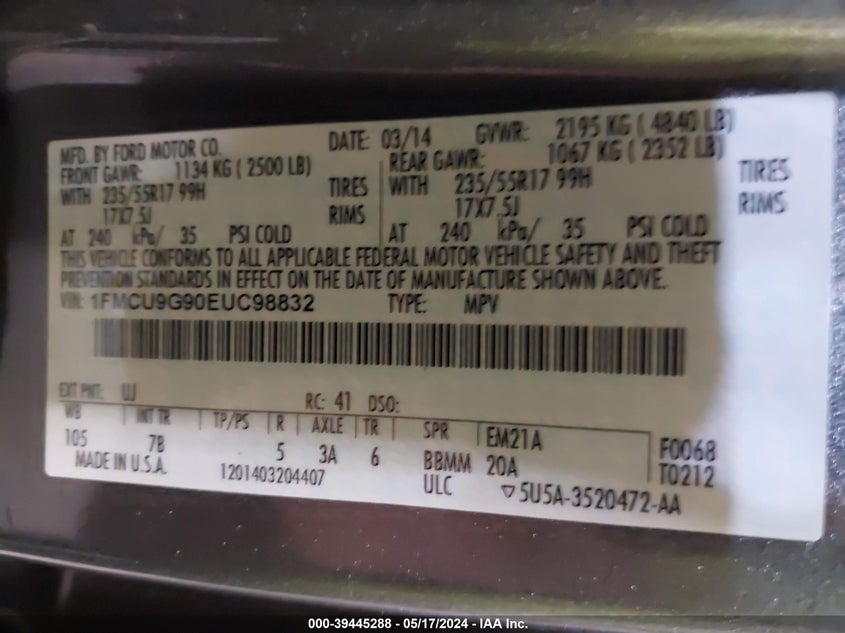 MFD. BY FORD MOTOR CO. DATE: 03/14 GVWR: 2195 KG ( 4840 LB)
FRONT GAWR: 1134 KG ( 2500 LB) REAR GAWR: 1067 KG ( 2352 LB)
WITH 235/55R17 99H TIRES WITH 235/55R17 99H TIRES
17X7.5J RIMS 17X7.5J RIMS
AT 240 kPa/ 35 PSI COLD AT 240 kPa/ 35 PSI COLD
THIS VEHICLE CONFORMS TO ALL APPLICABLE FEDERAL MOTOR VEHICLE SAFETY AND THEFT
PREVENTION STANDARDS IN EFFECT ON THE DATE OF MANUFACTURE SHOWN ABOVE.
VIN: 1FMCU9G90EUC98832 TYPE: MPV
EXT PNT: UJ RC: 41 DSO:
WB INT TR TP/PS R AXLE TR SPR EM21A F0068
105 7B 5 3A 6 BBMM 20A T0212
MADE IN U.S.A. 1201403204407 ULC ▽5U5A-3520472-AA
000-39445288 - 05/17/2024 - IAA Inc.